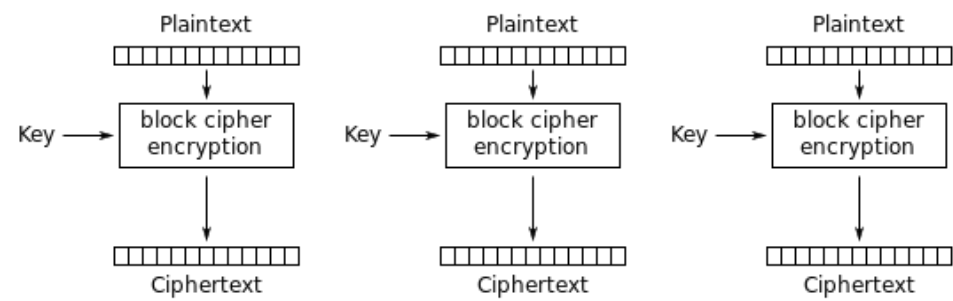 Plaintext
Plaintext
Plaintext
Key
block cipher
encryption
Key
block cipher
encryption
Key
block cipher
encryption
Ciphertext
Ciphertext
Ciphertext